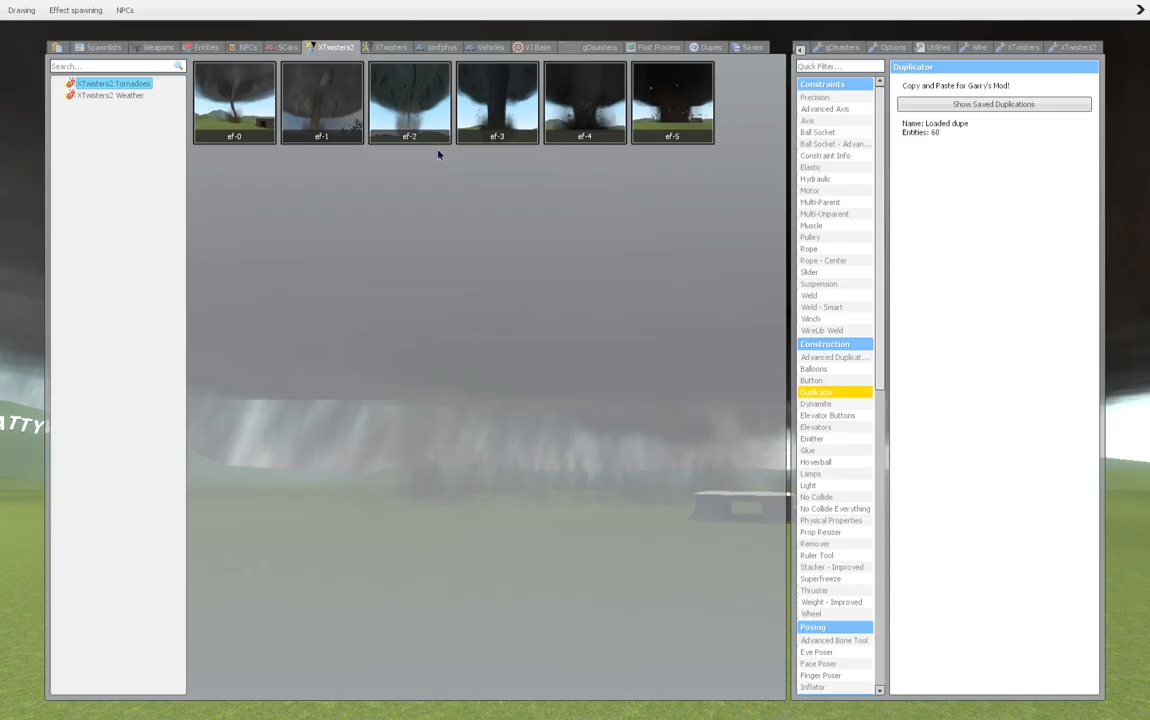 Drawing Effect spawning NPCs
Spawnlists Weapons Entities NPCs SCars XTwisters2 XTwisters simfphys Vehicles VJ Base gDisasters Post Process Dupes Saves
gDisasters Options Utilities Wire XTwisters XTwisters2
Search...
XTwisters2 Tornadoes
XTwisters2 Weather
ef-0 ef-1 ef-2 ef-3 ef-4 ef-5
ATTYW
Quick Filter...
Constraints
Precision
Advanced Axis
Axis
Ball Socket
Ball Socket - Advan...
Constraint Info
Elastic
Hydraulic
Motor
Multi-Parent
Multi-Unparent
Muscle
Pulley
Rope
Rope - Center
Slider
Suspension
Weld
Weld - Smart
Winch
WireLib Weld
Construction
Advanced Duplicat...
Balloons
Button
Duplicator
Dynamite
Elevator Buttons
Elevators
Emitter
Glue
Hoverball
Lamps
Light
No Collide
No Collide Everything
Physical Properties
Prop Resizer
Remover
Ruler Tool
Stacker - Improved
Superfreeze
Thruster
Weight - Improved
Wheel
Posing
Advanced Bone Tool
Eye Poser
Face Poser
Finger Poser
Inflator
Duplicator
Copy and Paste for Garry's Mod!
Show Saved Duplications
Name: Loaded dupe
Entities: 68